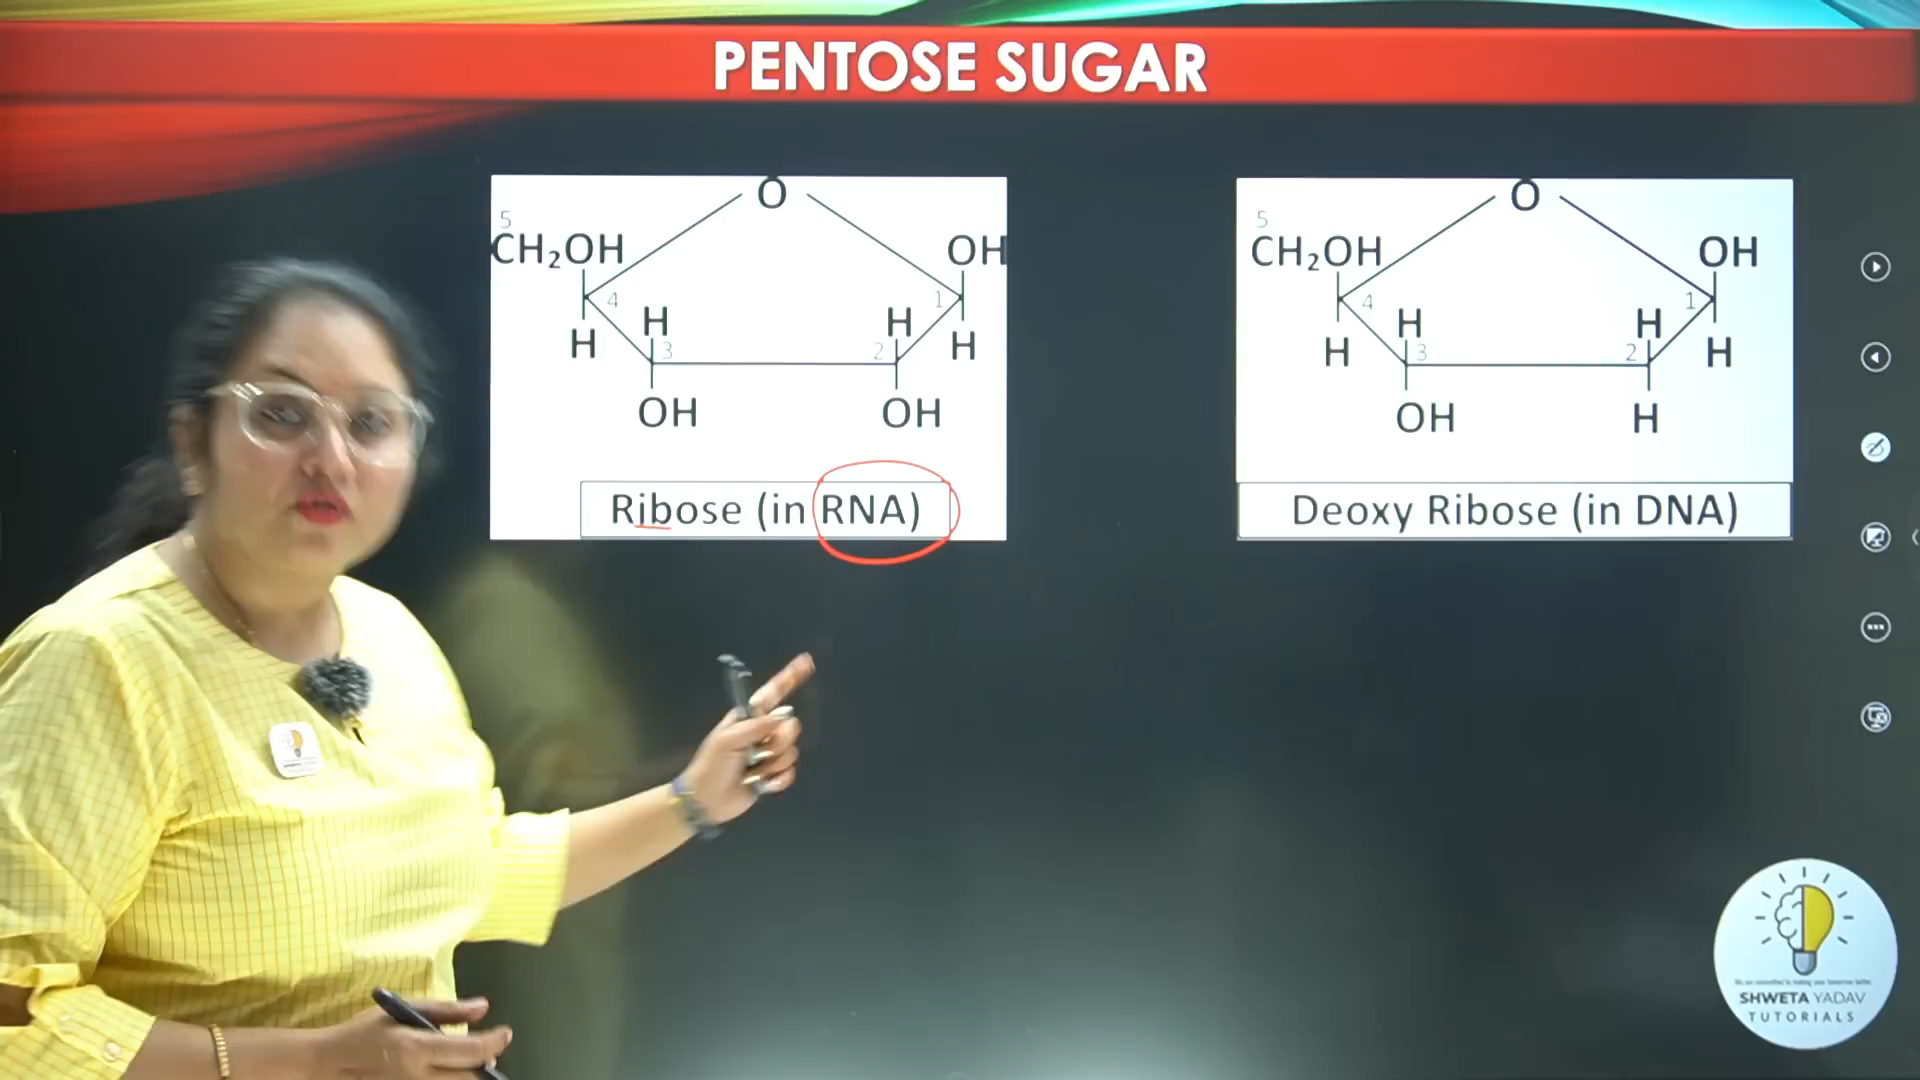 PENTOSE SUGAR
O
5
CH₂OH
OH
4
1
H
H
H
H
3
2
OH
OH
Ribose (in RNA)
O
5
CH₂OH
OH
4
1
H
H
H
H
3
2
OH
H
Deoxy Ribose (in DNA)
SHWETA YADAV
TUTORIALS